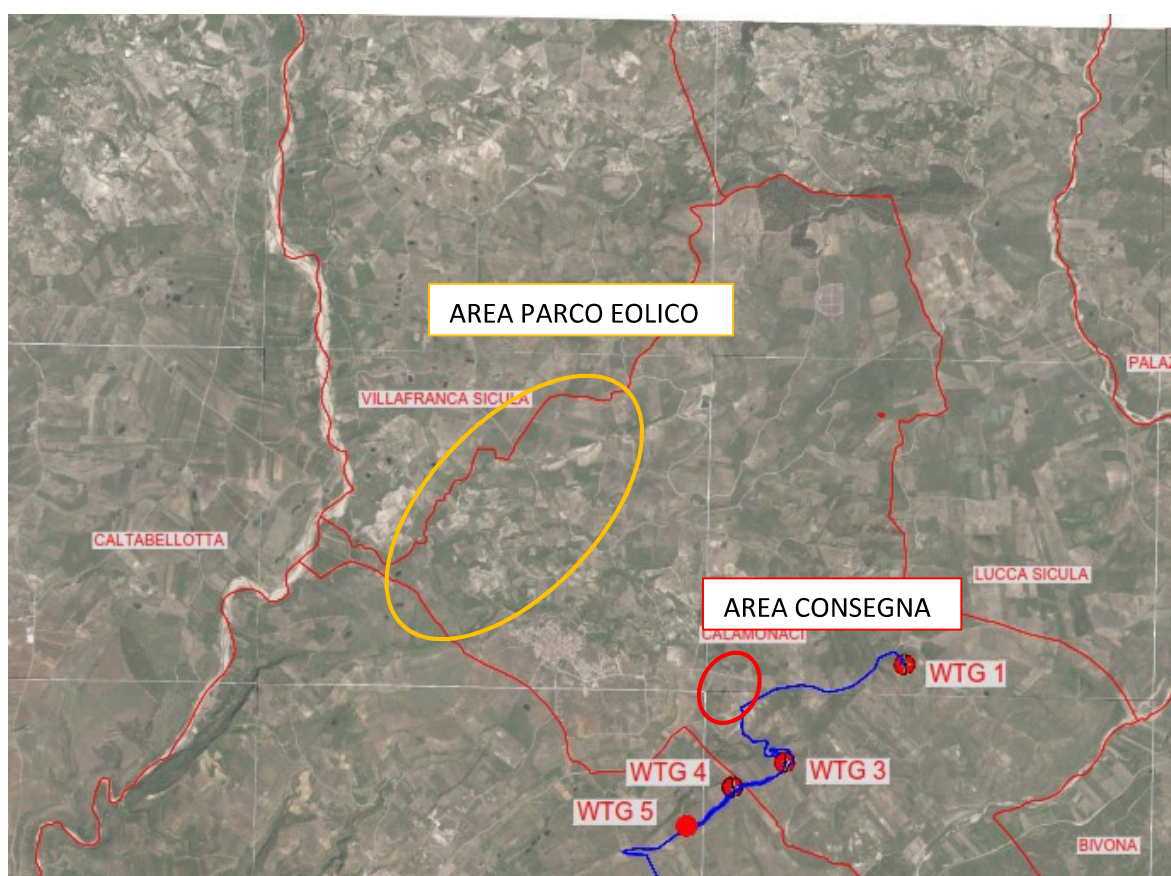 AREA PARCO EOLICO
PALAZ
VILLAFRANCA SICULA
CALTABELLOTTA
LUCCA SICULA
AREA CONSEGNA
CALAMONACI
WTG 1
WTG 4
WTG 3
WTG 5
BIVONA